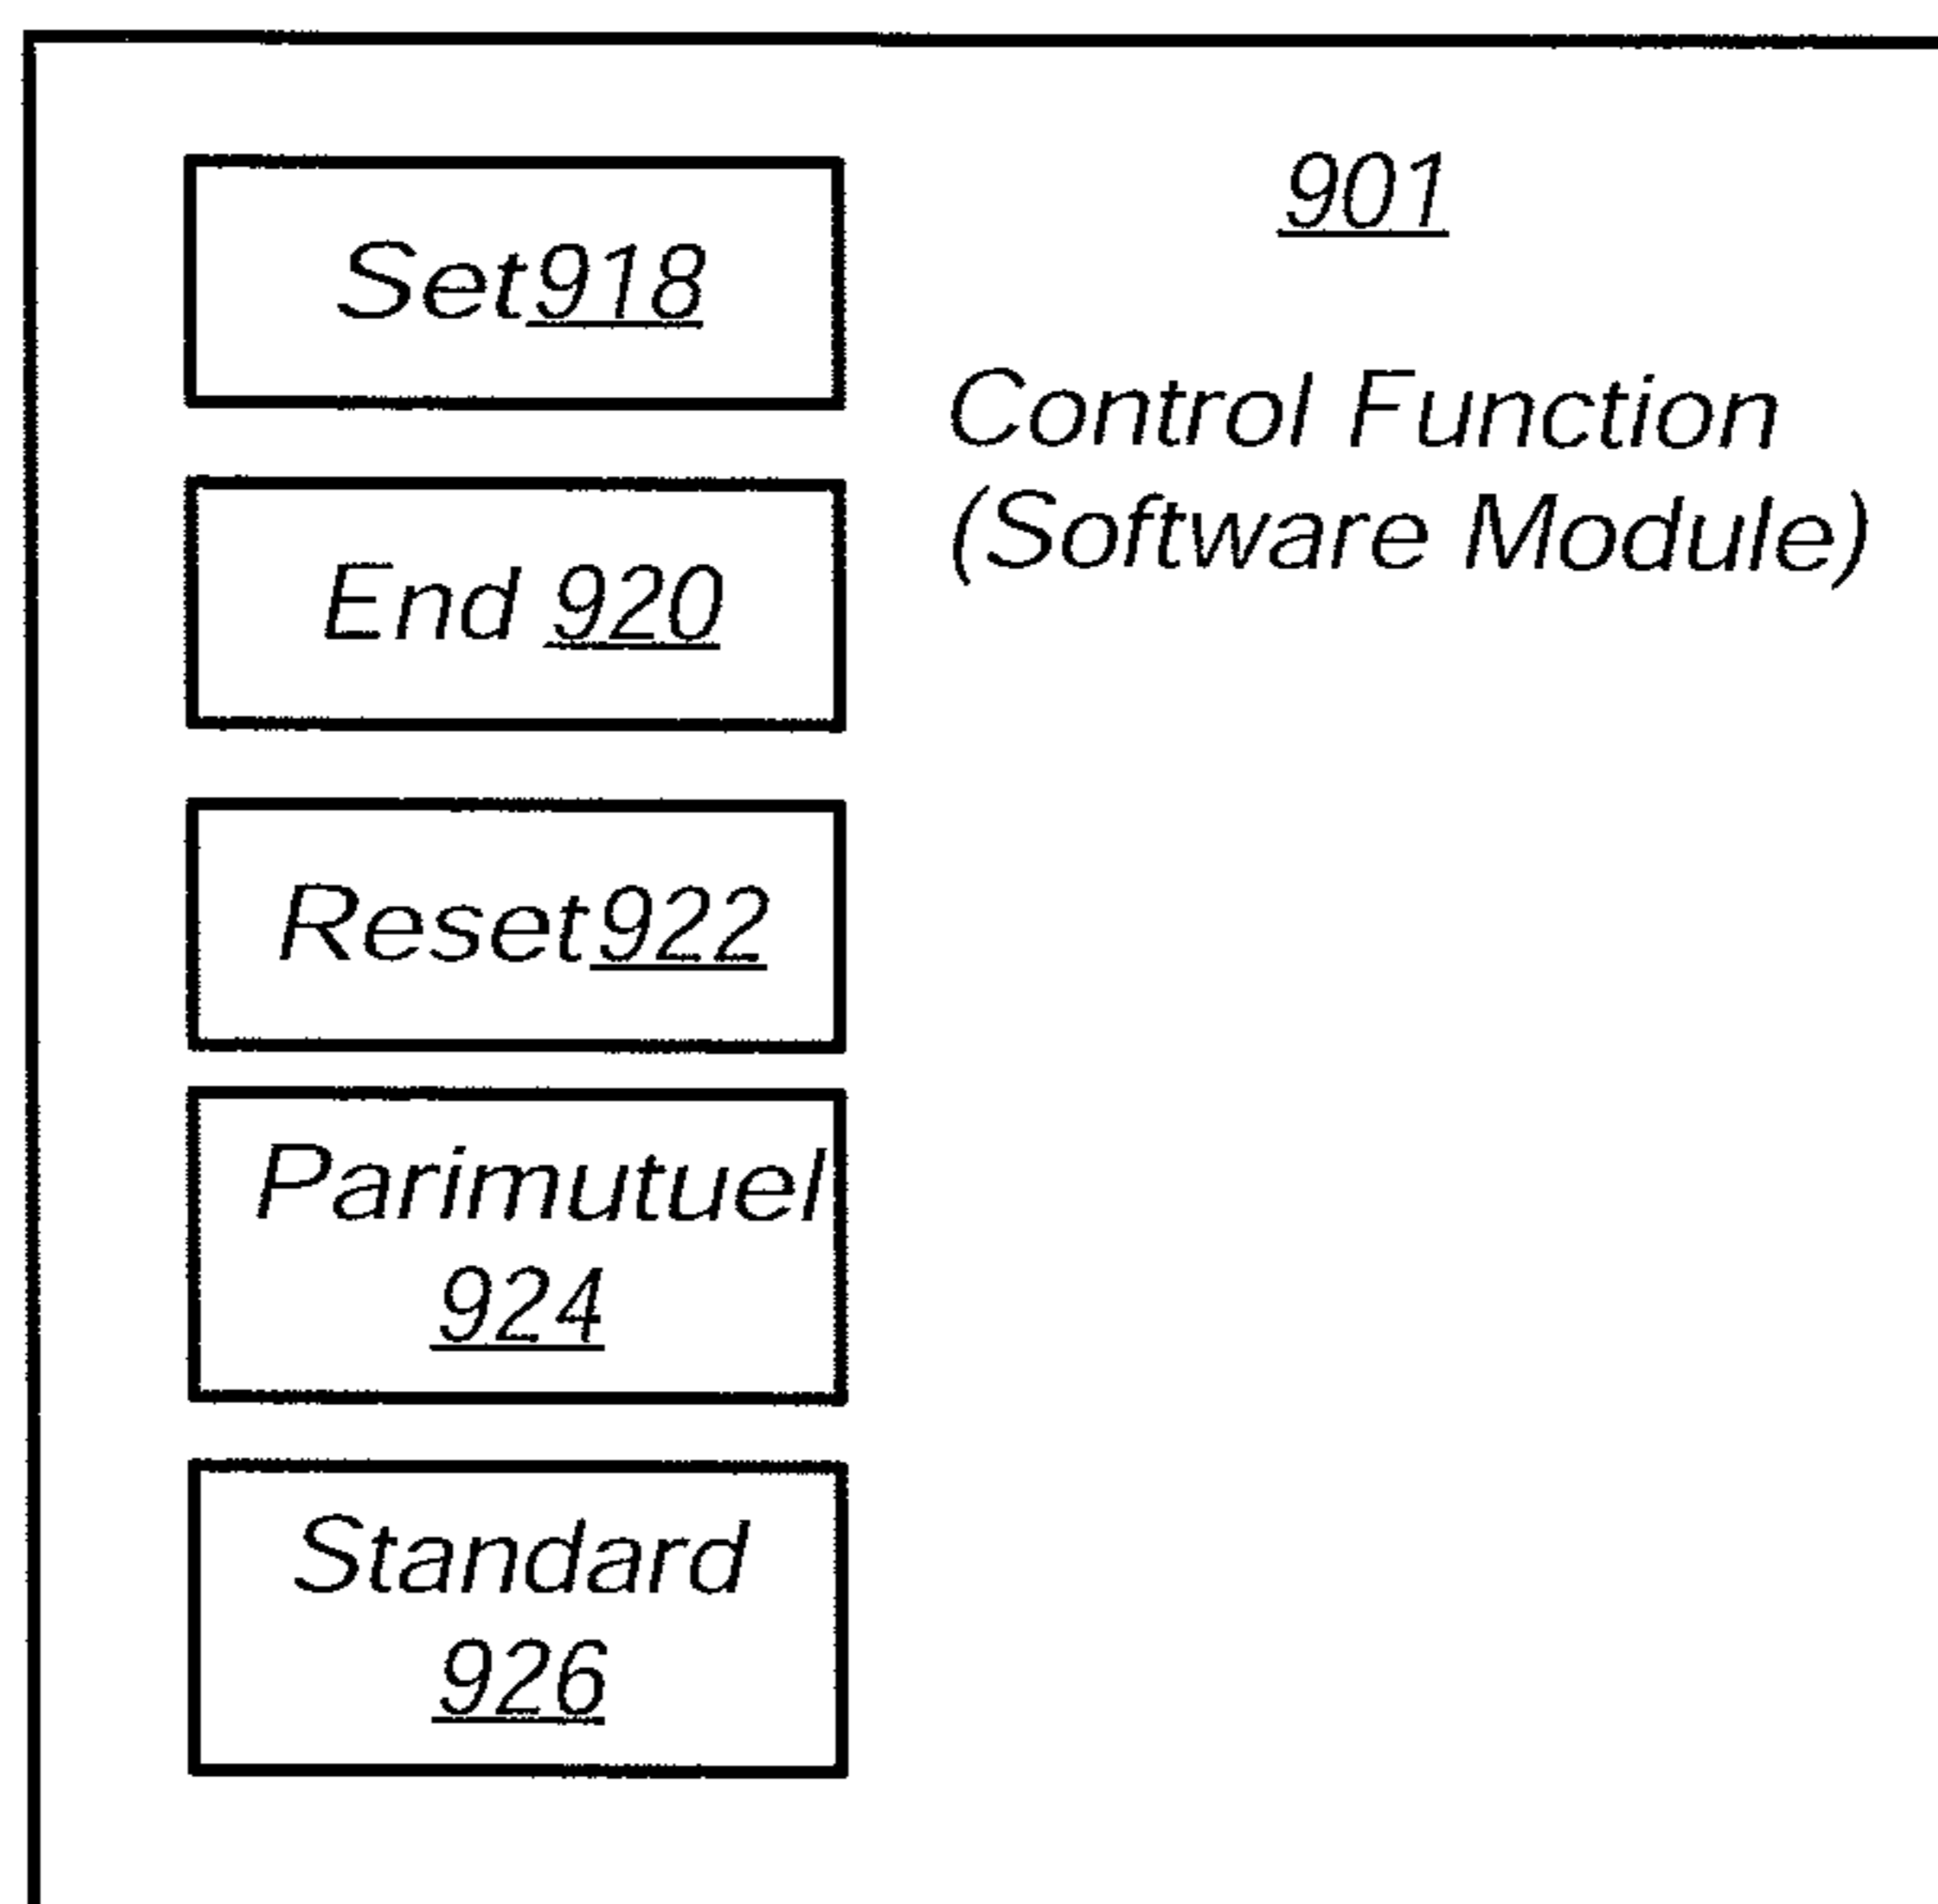 Set918
901
Control Function
(Software Module)
End 920
Reset922
Parimutuel
924
Standard
926